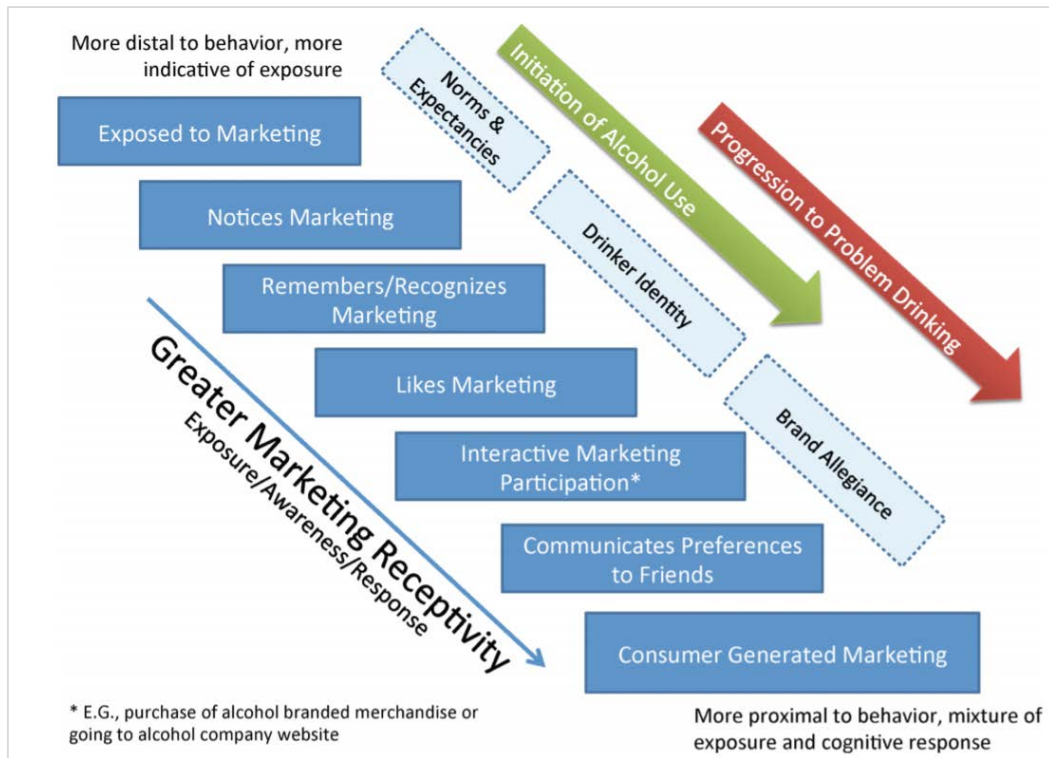 More distal to behavior, more
indicative of exposure
Exposed to Marketing
Notices Marketing
Remembers/Recognizes
Marketing
Likes Marketing
Interactive Marketing
Participation*
Communicates Preferences
to Friends
Consumer Generated Marketing
Norms &
Expectancies
Drinker Identity
Brand Allegiance
Initiation of Alcohol Use
Progression to Problem Drinking
Greater Marketing Receptivity
Exposure/Awareness/Response
* E.G., purchase of alcohol branded merchandise or
going to alcohol company website
More proximal to behavior, mixture of
exposure and cognitive response